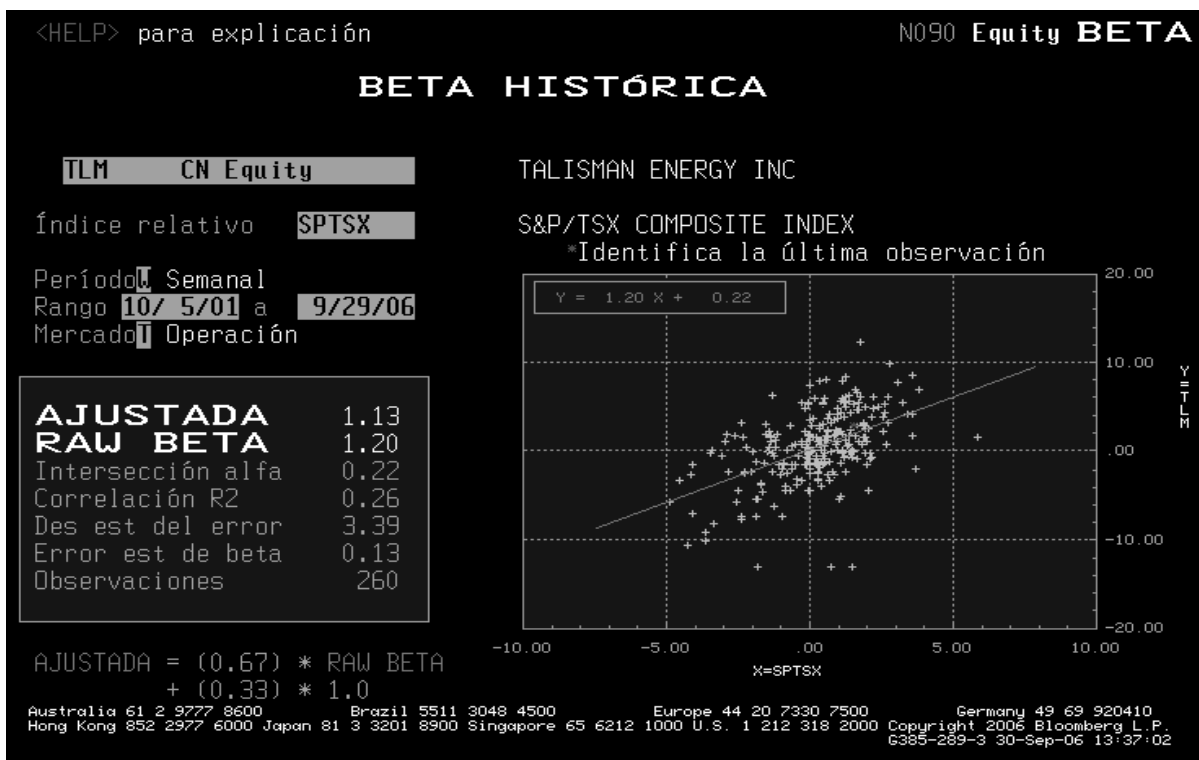 <HELP> para explicación N090 Equity BETA
BETA HISTÓRICA
TLM CN Equity TALISMAN ENERGY INC
Índice relativo SPTSX S&P/TSX COMPOSITE INDEX
*Identifica la última observación
Período W Semanal
Rango 10/ 5/01 a 9/29/06
Mercado T Operación
AJUSTADA 1.13
RAW BETA 1.20
Intersección alfa 0.22
Correlación R2 0.26
Des est del error 3.39
Error est de beta 0.13
Observaciones 260
AJUSTADA = (0.67) * RAW BETA
+ (0.33) * 1.0
Y = 1.20 X + 0.22
20.00
10.00
.00
-10.00
-20.00
Y=TLM
-10.00 -5.00 .00 5.00 10.00
X=SPTSX
Australia 61 2 9777 8600 Brazil 5511 3048 4500 Europe 44 20 7330 7500 Germany 49 69 920410
Hong Kong 852 2977 6000 Japan 81 3 3201 8900 Singapore 65 6212 1000 U.S. 1 212 318 2000 Copyright 2006 Bloomberg L.P.
G385-289-3 30-Sep-06 13:37:02